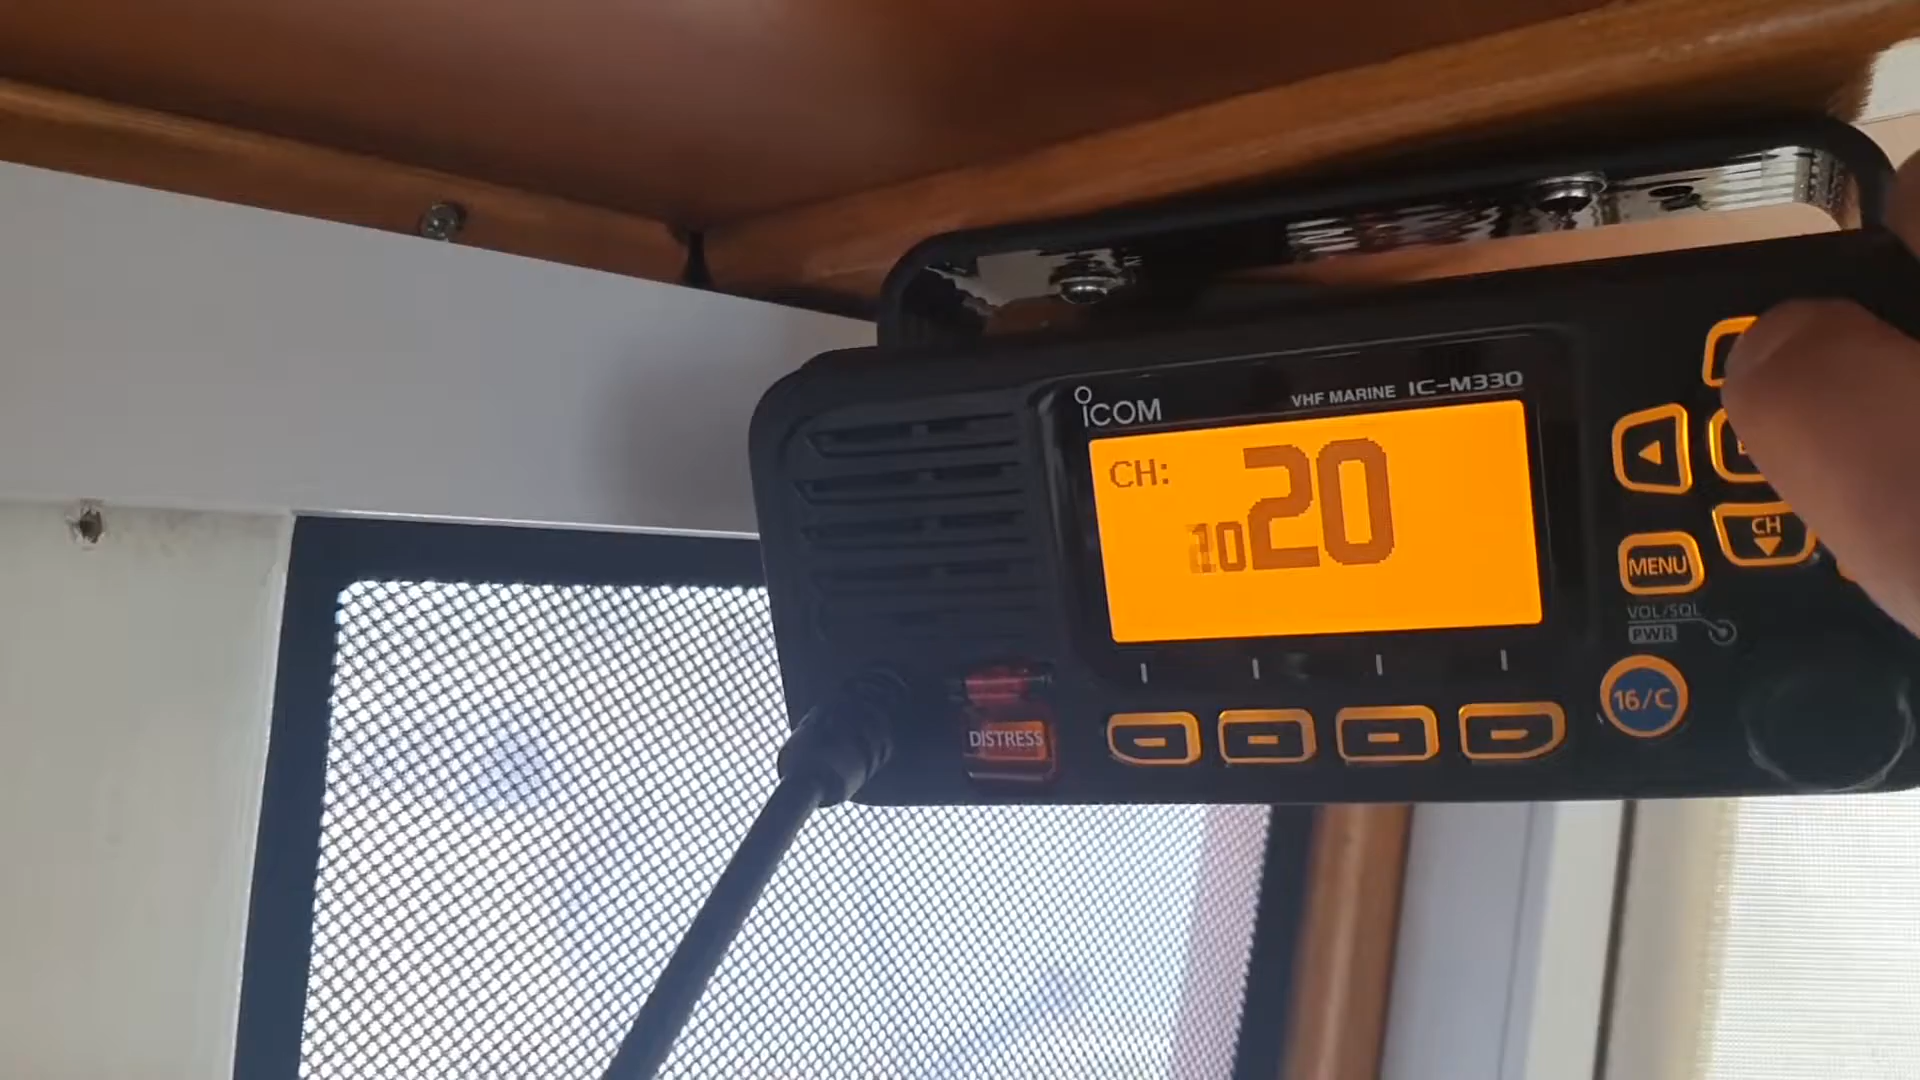 ICOM
VHF MARINE IC-M330
CH: 20
CH
MENU
VOL/SQL
PWR
16/C
DISTRESS